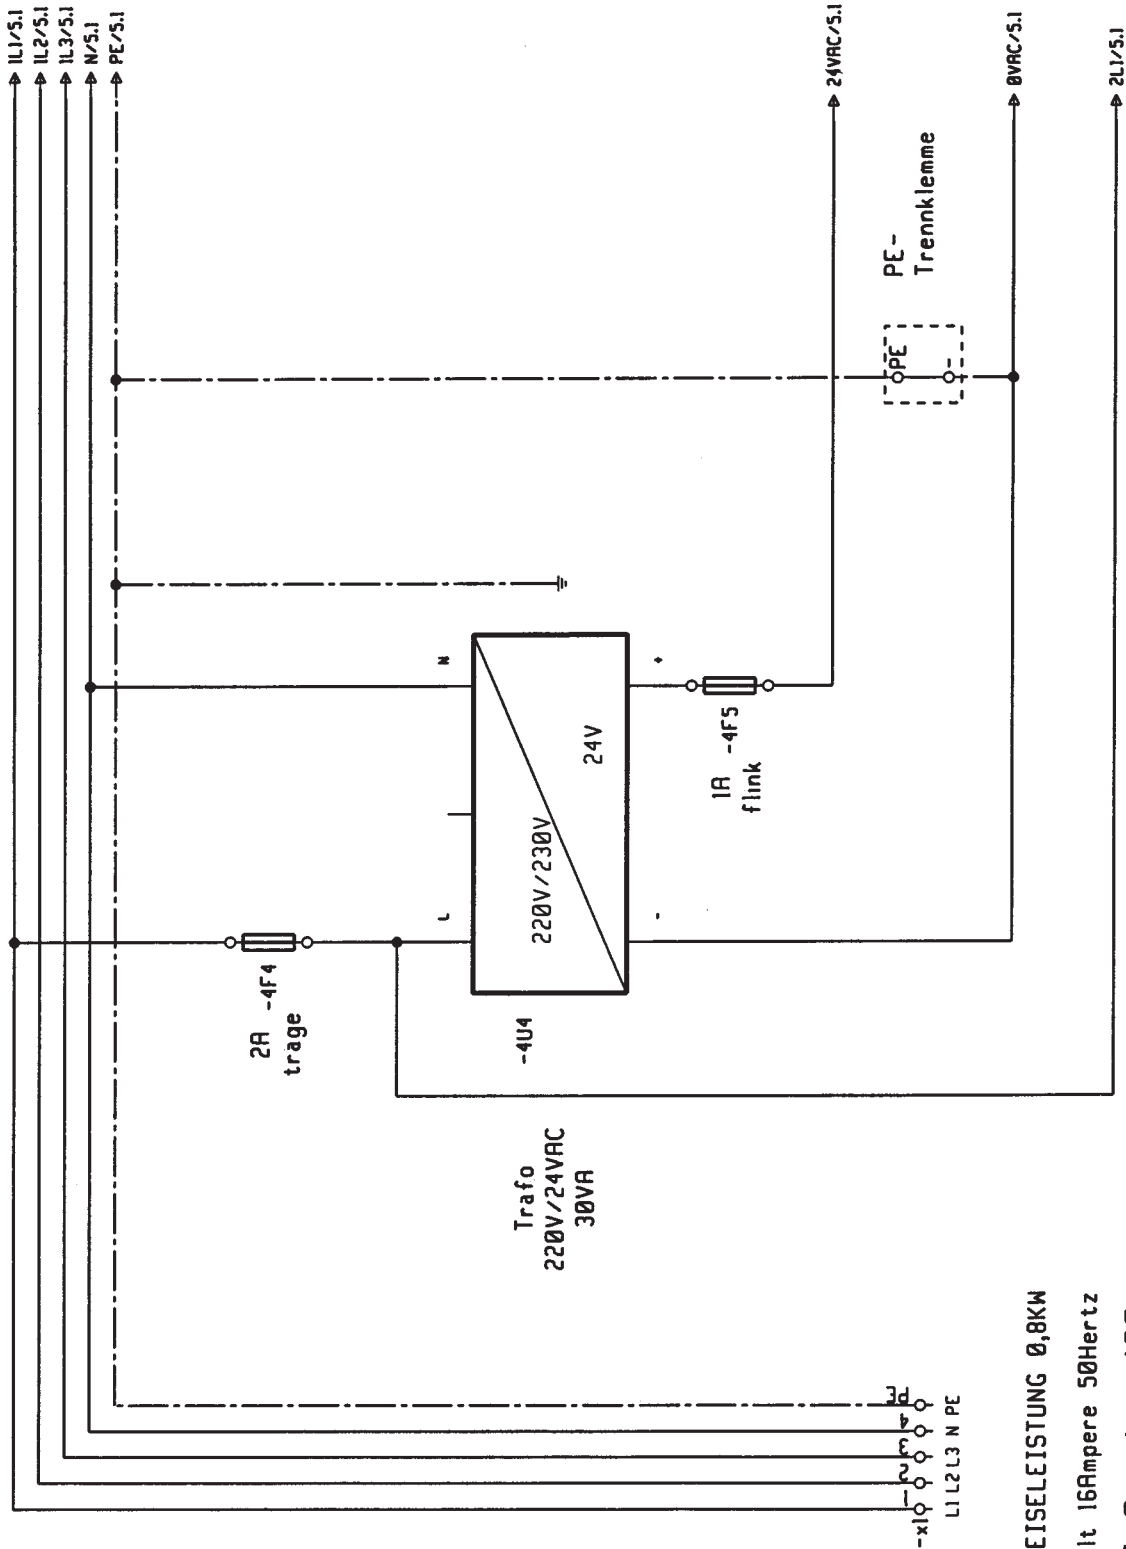 1L1/5.1
1L2/5.1
1L3/5.1
N/5.1
PE/5.1
24VAC/5.1
0VAC/5.1
2L1/5.1
PE-
Trennklemme
PE
-
N
+
24V
1A -4F5
flink
220V/230V
L
-
2A -4F4
trage
-4U4
Trafo
220V/24VAC
30VA
-x1
1 2 3 4 PE
L1 L2 L3 N PE
EISELEISTUNG 0,8KW
lt 16Ampere 50Hertz